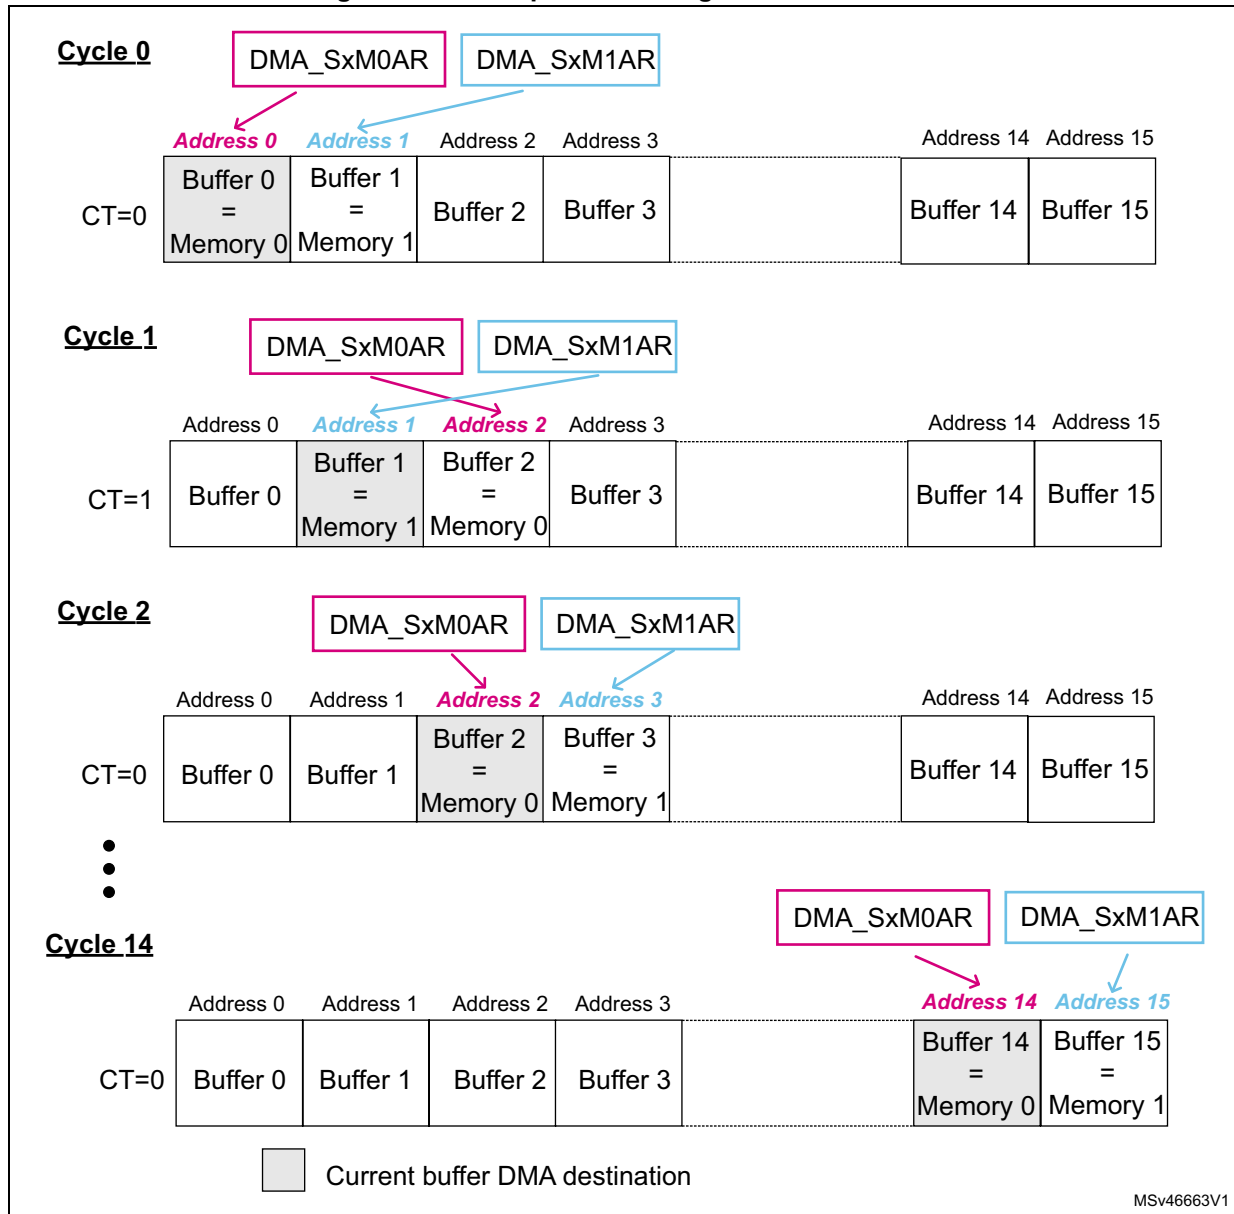 Cycle 0
DMA_SxM0AR DMA_SxM1AR
Address 0 Address 1 Address 2 Address 3 Address 14 Address 15
CT=0
Buffer 0
=
Memory 0
Buffer 1
=
Memory 1
Buffer 2
Buffer 3
Buffer 14
Buffer 15
Cycle 1
DMA_SxM0AR DMA_SxM1AR
Address 0 Address 1 Address 2 Address 3 Address 14 Address 15
CT=1
Buffer 0
Buffer 1
=
Memory 1
Buffer 2
=
Memory 0
Buffer 3
Buffer 14
Buffer 15
Cycle 2
DMA_SxM0AR DMA_SxM1AR
Address 0 Address 1 Address 2 Address 3 Address 14 Address 15
CT=0
Buffer 0
Buffer 1
Buffer 2
=
Memory 0
Buffer 3
=
Memory 1
Buffer 14
Buffer 15
Cycle 14
DMA_SxM0AR DMA_SxM1AR
Address 0 Address 1 Address 2 Address 3 Address 14 Address 15
CT=0
Buffer 0
Buffer 1
Buffer 2
Buffer 3
Buffer 14
=
Memory 0
Buffer 15
=
Memory 1
Current buffer DMA destination
MSv46663V1